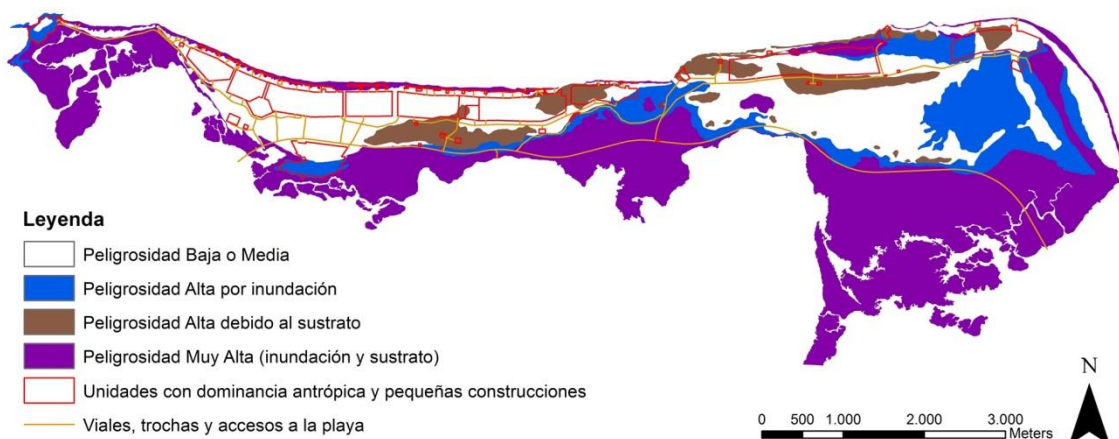 Leyenda
Peligrosidad Baja o Media
Peligrosidad Alta por inundación
Peligrosidad Alta debido al sustrato
Peligrosidad Muy Alta (inundación y sustrato)
Unidades con dominancia antrópica y pequeñas construcciones
Viales, trochas y accesos a la playa
N
0 500 1.000 2.000 3.000
Meters